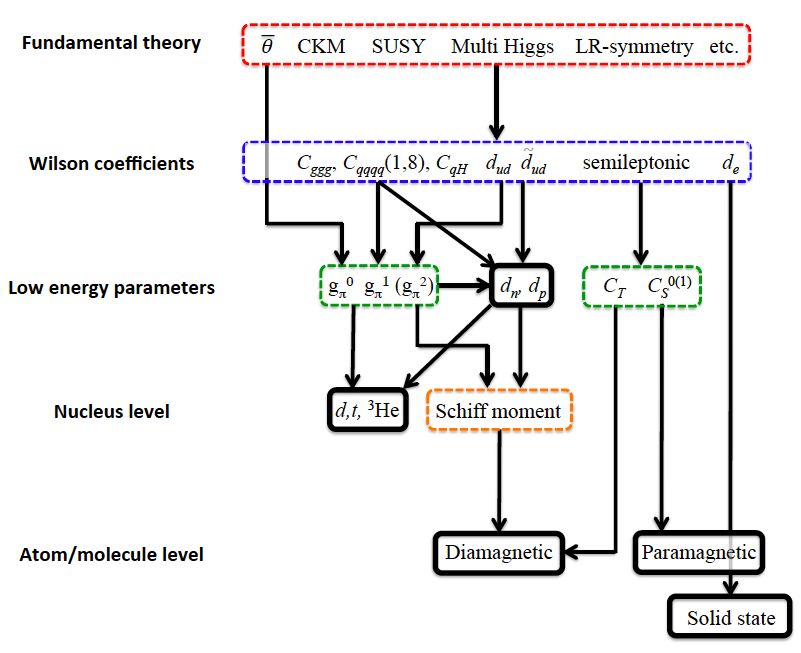 Fundamental theory θ̅ CKM SUSY Multi Higgs LR-symmetry etc.
Wilson coefficients C_ggg, C_qqqq(1,8), C_qH d_ud d̃_ud semileptonic d_e
Low energy parameters g_π^0 g_π^1 (g_π^2) d_n, d_p C_T C_S^0(1)
Nucleus level d,t, ³He Schiff moment
Atom/molecule level Diamagnetic Paramagnetic
Solid state